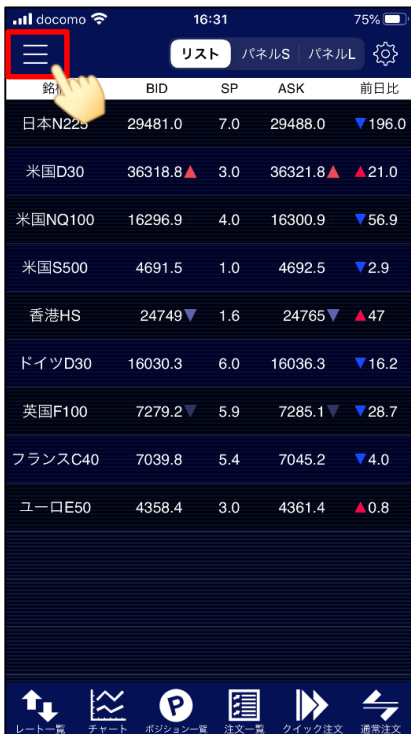 docomo 16:31 75%
リスト パネルS パネルL
銘柄 BID SP ASK 前日比
日本N225 29481.0 7.0 29488.0 ▼196.0
米国D30 36318.8▲ 3.0 36321.8▲ ▲21.0
米国NQ100 16296.9 4.0 16300.9 ▼56.9
米国S500 4691.5 1.0 4692.5 ▼2.9
香港HS 24749▼ 1.6 24765▼ ▲47
ドイツD30 16030.3 6.0 16036.3 ▼16.2
英国F100 7279.2▼ 5.9 7285.1▼ ▼28.7
フランスC40 7039.8 5.4 7045.2 ▼4.0
ユーロE50 4358.4 3.0 4361.4 ▲0.8
P
レート一覧 チャート ポジション一覧 注文一覧 クイック注文 通常注文